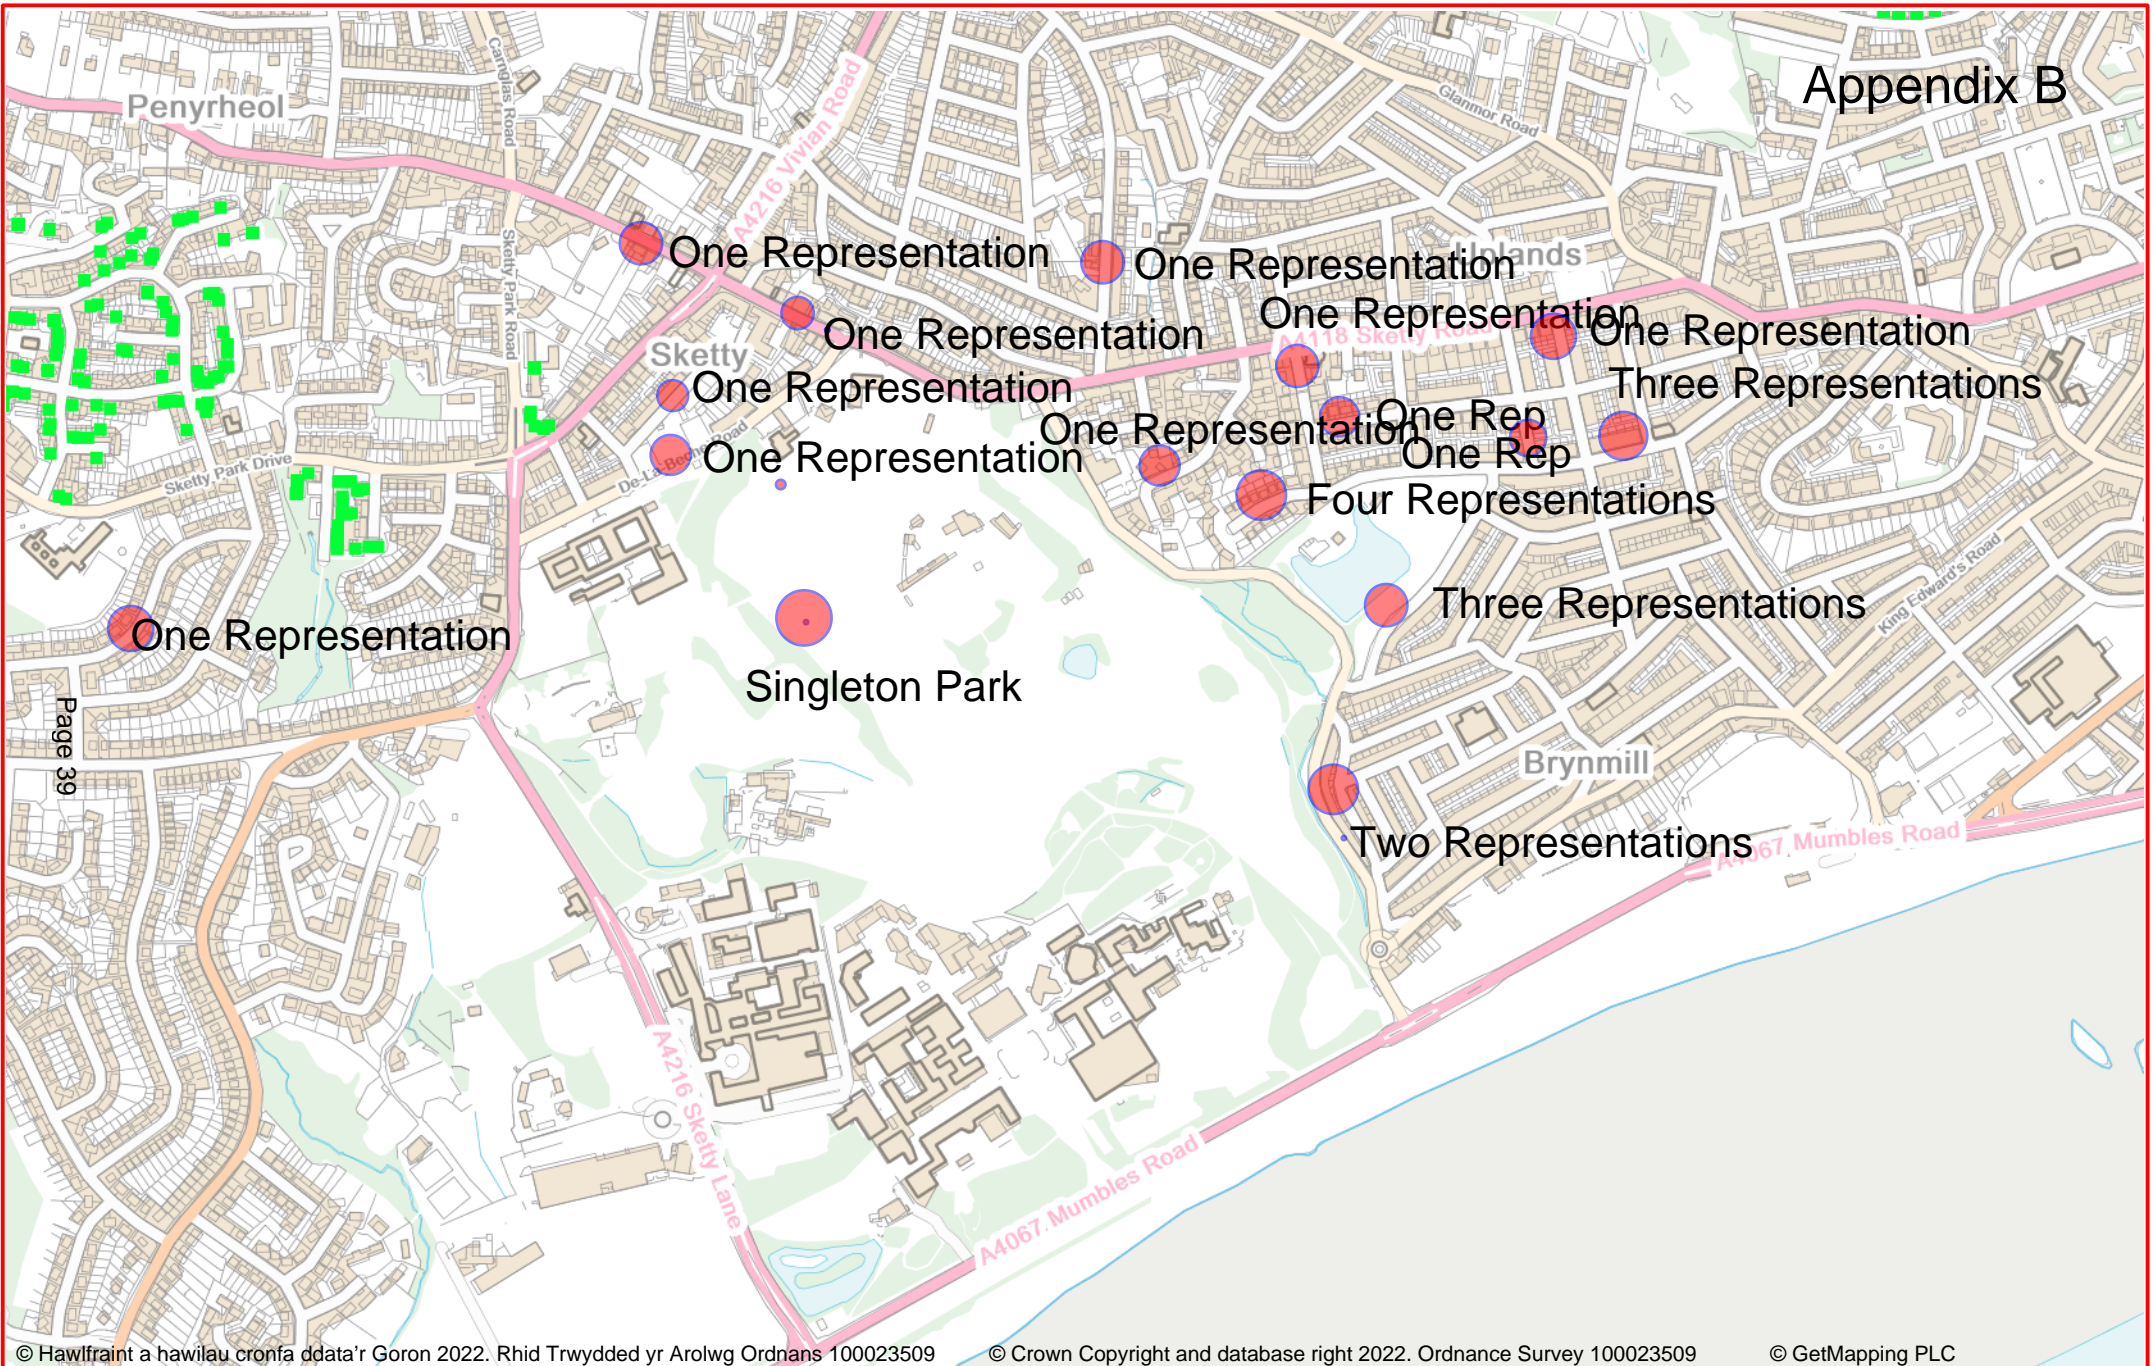 Appendix B
Penyrheol
Carnglas Road
A4216 Vivian Road
Glanmor Road
Sketty Park Road
One Representation
One Representation
Uplands
One Representation
One Representation
One Representation
A4118 Sketty Road
Sketty
One Representation
Three Representations
One Representation
One Rep
One Representation
One Rep
De-La-Beche Road
Sketty Park Drive
Four Representations
King Edward's Road
Three Representations
One Representation
Singleton Park
Page 39
Brynmill
Two Representations
A4067 Mumbles Road
A4216 Sketty Lane
A4067 Mumbles Road
© Hawlfraint a hawilau cronfa ddata'r Goron 2022. Rhid Trwydded yr Arolwg Ordnans 100023509 © Crown Copyright and database right 2022. Ordnance Survey 100023509 © GetMapping PLC